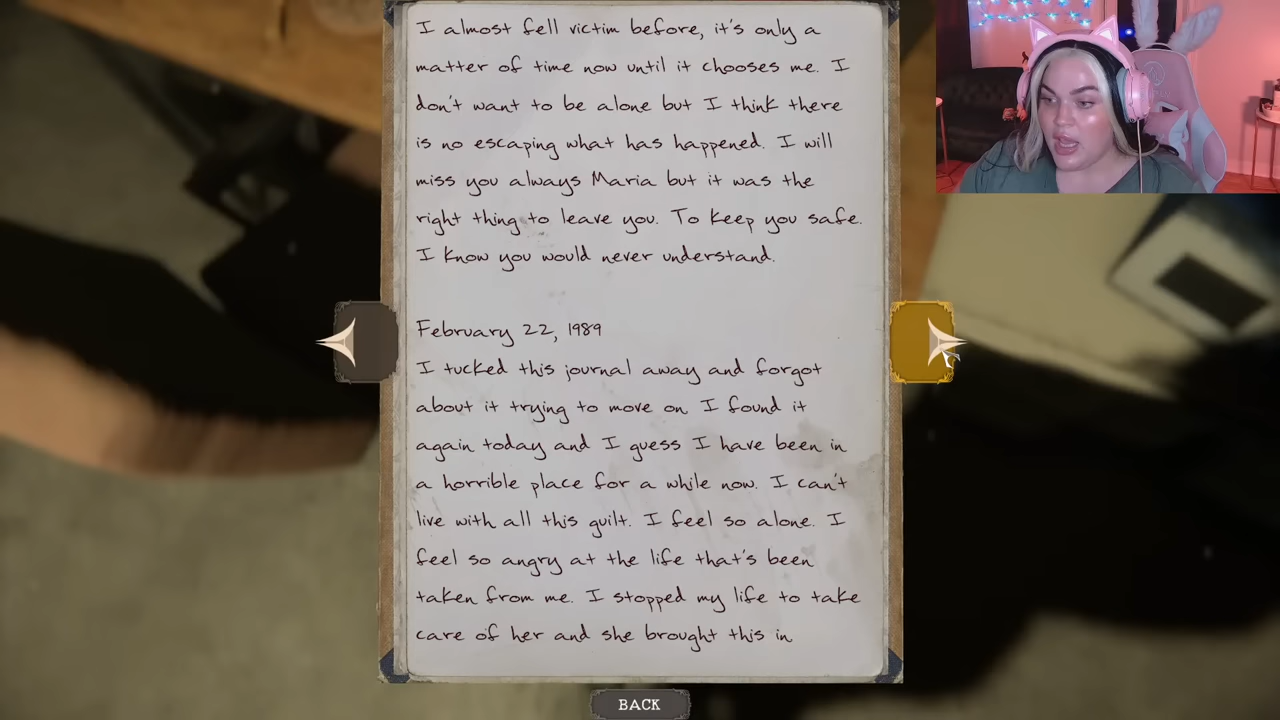 I almost fell victim before, it's only a
matter of time now until it chooses me. I
don't want to be alone but I think there
is no escaping what has happened. I will
miss you always Maria but it was the
right thing to leave you. To keep you safe.
I know you would never understand.
February 22, 1989
I tucked this journal away and forgot
about it trying to move on. I found it
again today and I guess I have been in
a horrible place for a while now. I can't
live with all this guilt. I feel so alone. I
feel so angry at the life that's been
taken from me. I stopped my life to take
care of her and she brought this in
BACK